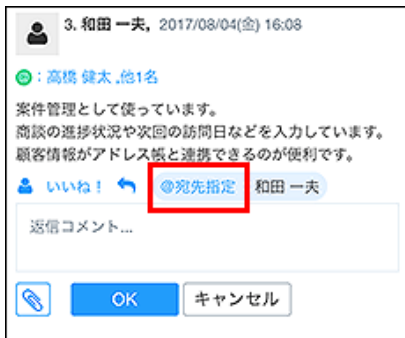 3. 和田 一夫, 2017/08/04(金) 16:08
@ : 高橋 健太 ,他1名
案件管理として使っています。
商談の進捗状況や次回の訪問日などを入力しています。
顧客情報がアドレス帳と連携できるのが便利です。
いいね！ @宛先指定 和田 一夫
返信コメント...
OK キャンセル